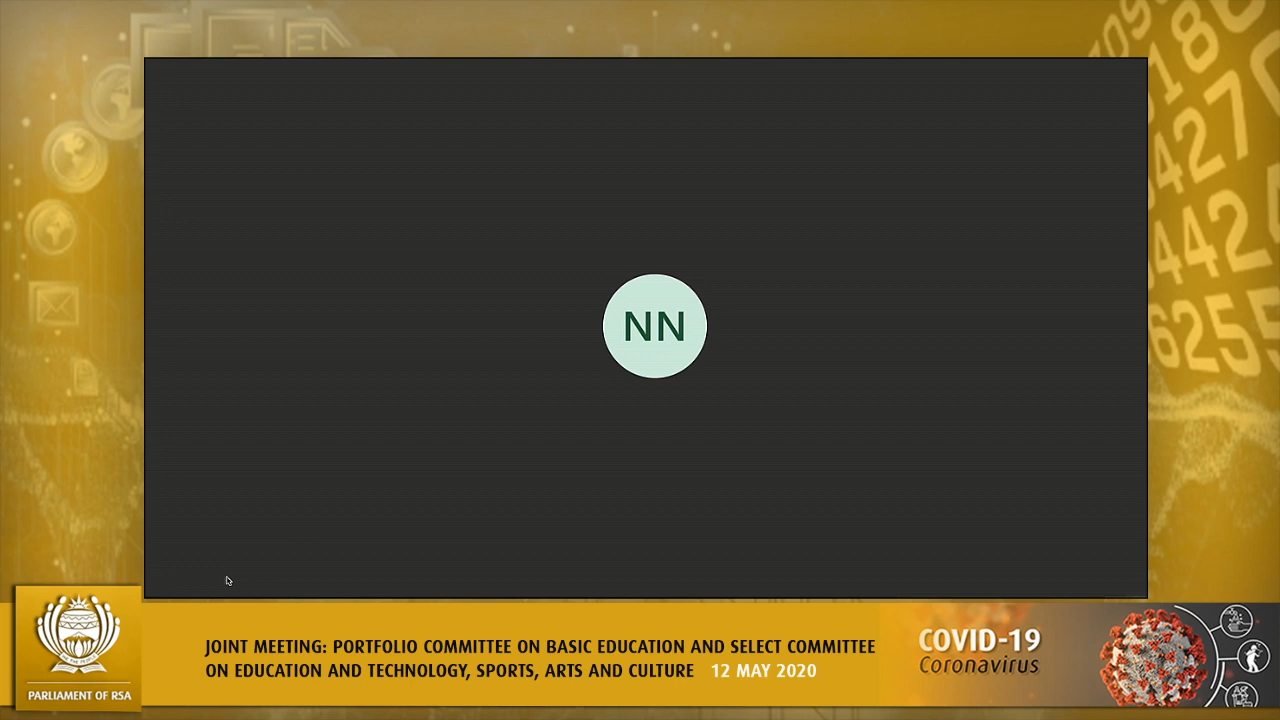 NN
JOINT MEETING: PORTFOLIO COMMITTEE ON BASIC EDUCATION AND SELECT COMMITTEE
ON EDUCATION AND TECHNOLOGY, SPORTS, ARTS AND CULTURE 12 MAY 2020
COVID-19
Coronavirus
PARLIAMENT OF RSA